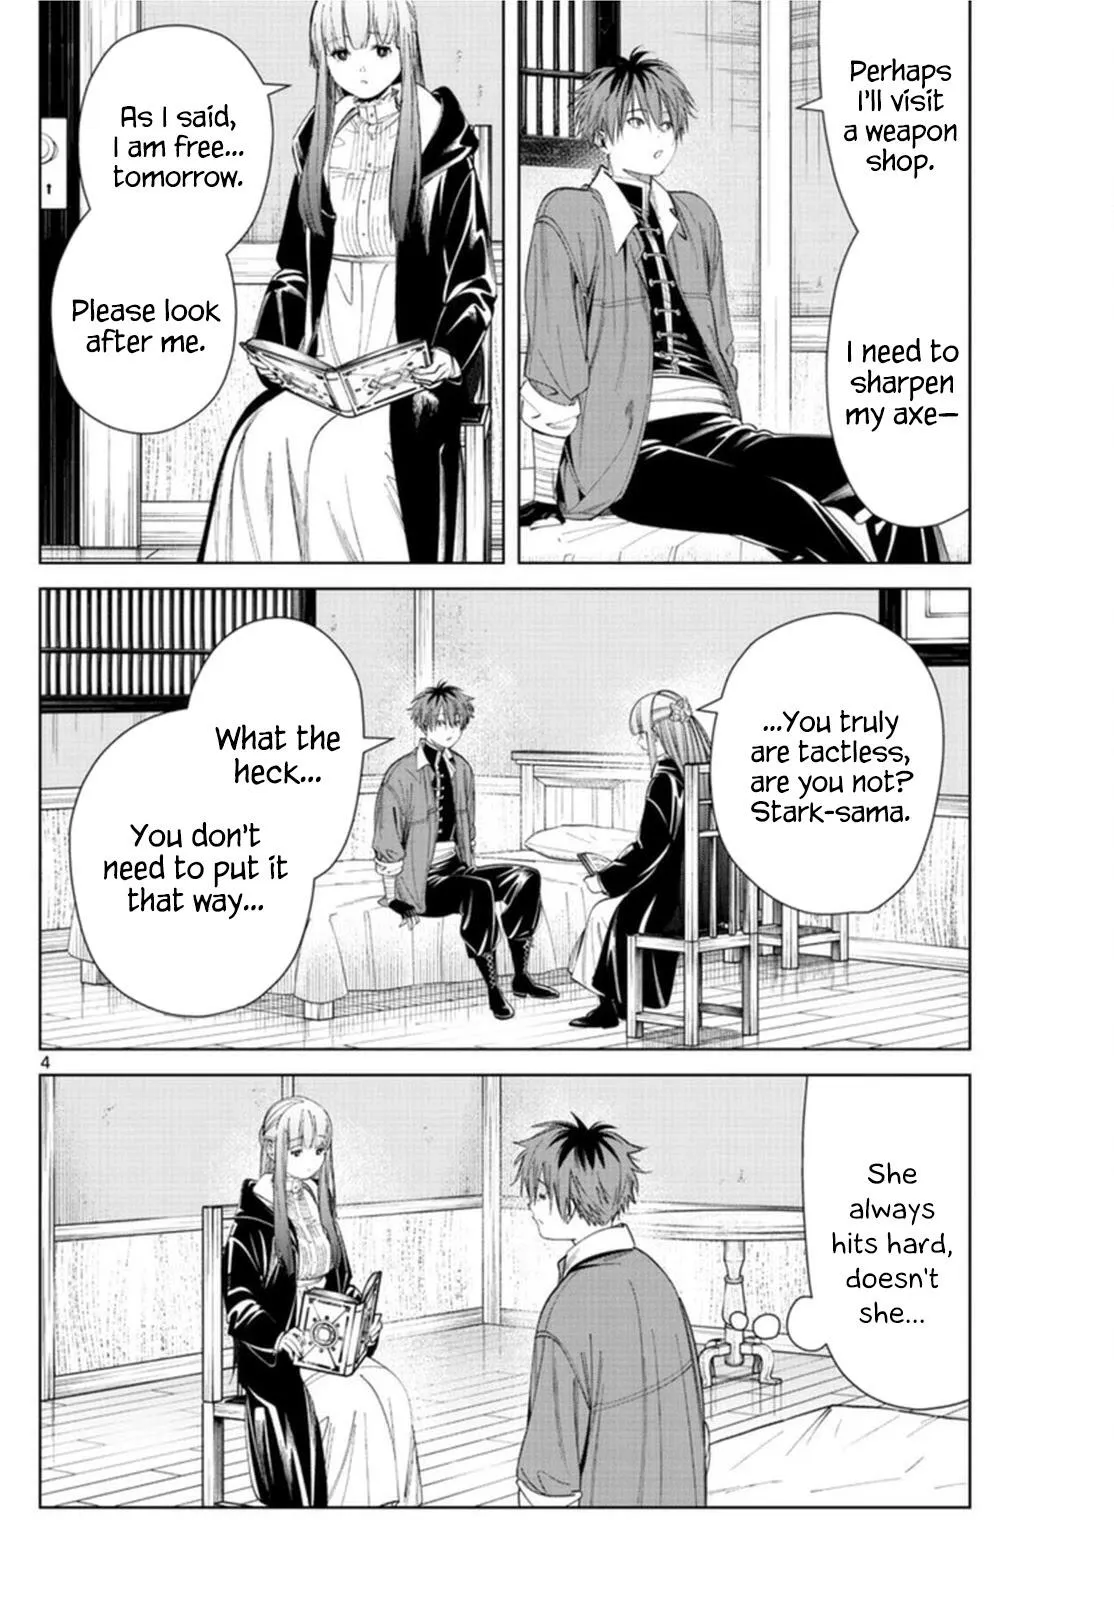 Perhaps
I'll visit
a weapon
shop.
I need to
sharpen
my axe—
As I said,
I am free...
tomorrow.
Please look
after me.
...You truly
are tactless,
are you not?
Stark-sama.
What the
heck...
You don't
need to put it
that way...
4
She
always
hits hard,
doesn't
she...